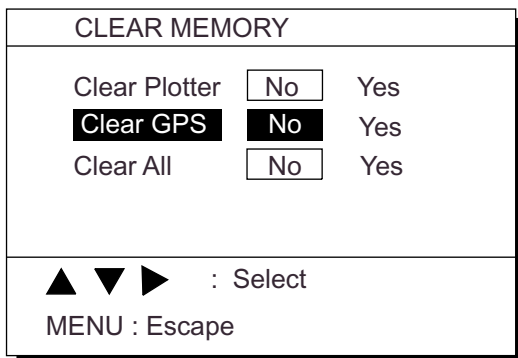 CLEAR MEMORY
Clear Plotter No Yes
Clear GPS No Yes
Clear All No Yes
▲ ▼ ▶ : Select
MENU : Escape